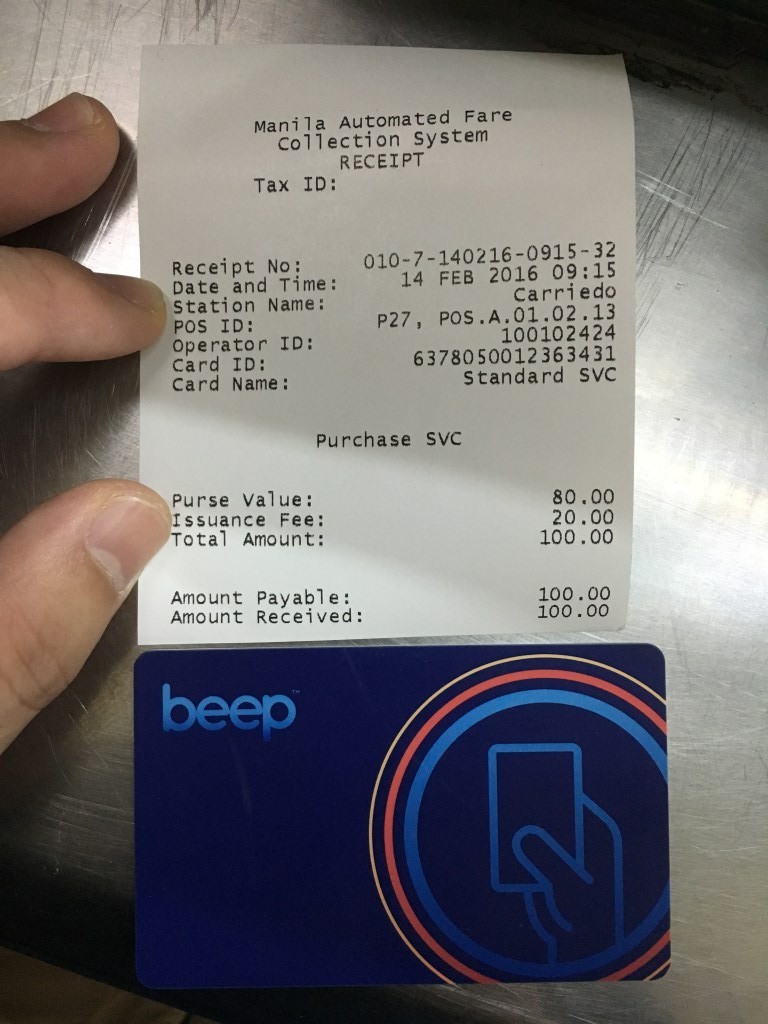 Manila Automated Fare
Collection System
RECEIPT
Tax ID:
Receipt No: 010-7-140216-0915-32
Date and Time: 14 FEB 2016 09:15
Station Name: Carriedo
POS ID: P27, POS.A.01.02.13
Operator ID: 100102424
Card ID: 6378050012363431
Card Name: Standard SVC
Purchase SVC
Purse Value: 80.00
Issuance Fee: 20.00
Total Amount: 100.00
Amount Payable: 100.00
Amount Received: 100.00
beep™